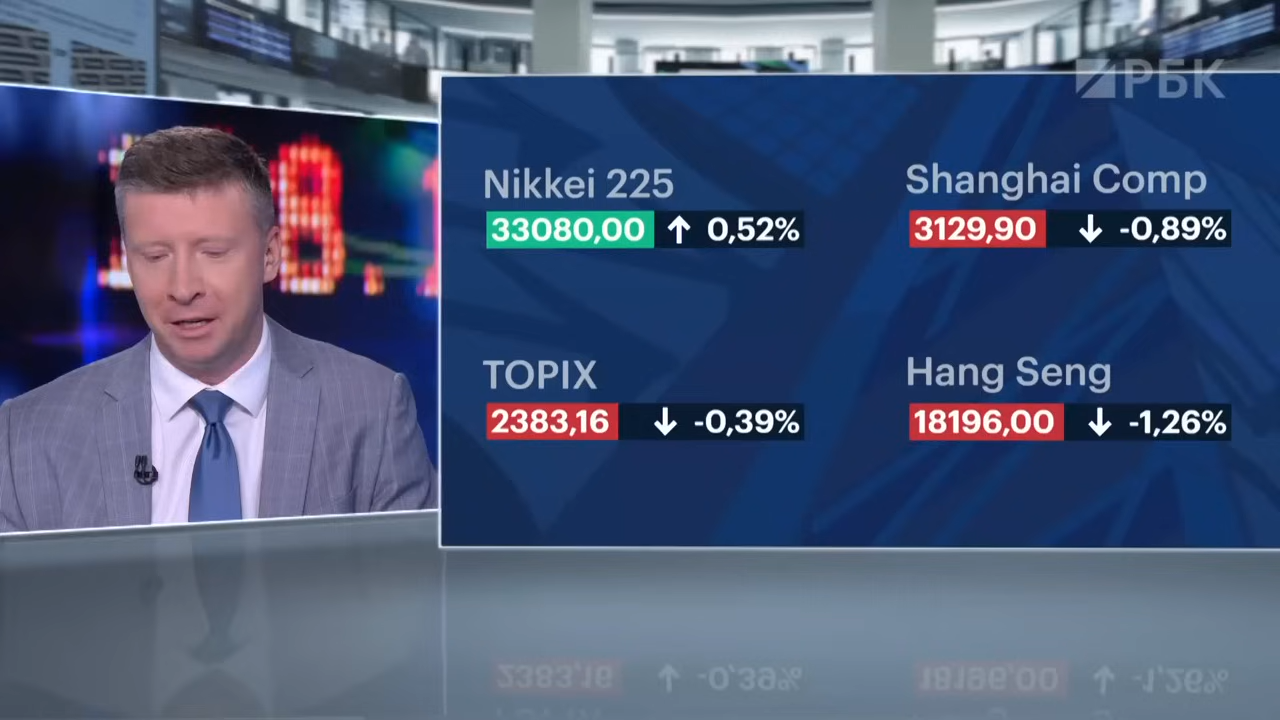 РБК
Nikkei 225
33080,00 ↑ 0,52%
Shanghai Comp
3129,90 ↓ -0,89%
TOPIX
2383,16 ↓ -0,39%
Hang Seng
18196,00 ↓ -1,26%